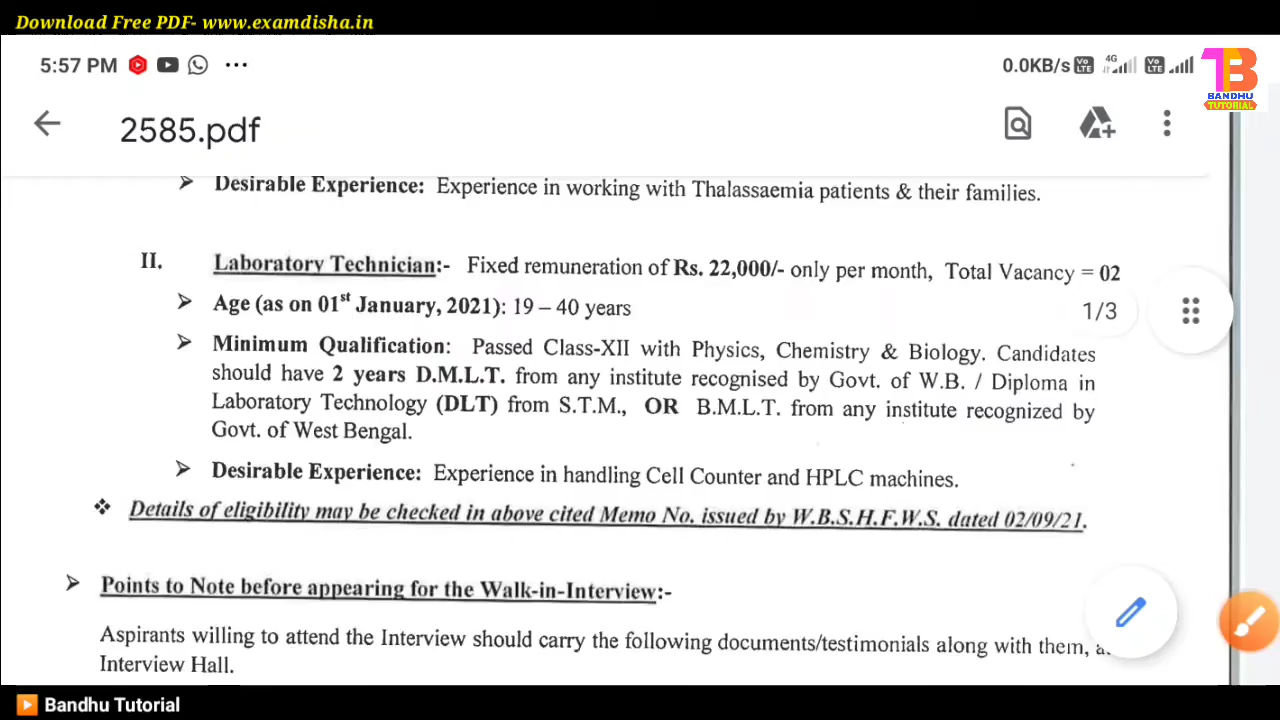 Download Free PDF- www.examdisha.in
5:57 PM
0.0KB/s Vo LTE 4G Vo LTE
BANDHU
TUTORIAL
2585.pdf
➤ Desirable Experience: Experience in working with Thalassaemia patients & their families.
II. Laboratory Technician:- Fixed remuneration of Rs. 22,000/- only per month, Total Vacancy = 02
➤ Age (as on 01st January, 2021): 19 – 40 years
1/3
➤ Minimum Qualification: Passed Class-XII with Physics, Chemistry & Biology. Candidates
should have 2 years D.M.L.T. from any institute recognised by Govt. of W.B. / Diploma in
Laboratory Technology (DLT) from S.T.M., OR B.M.L.T. from any institute recognized by
Govt. of West Bengal.
➤ Desirable Experience: Experience in handling Cell Counter and HPLC machines.
❖ Details of eligibility may be checked in above cited Memo No. issued by W.B.S.H.F.W.S. dated 02/09/21.
➤ Points to Note before appearing for the Walk-in-Interview:-
Aspirants willing to attend the Interview should carry the following documents/testimonials along with them,
Interview Hall.
Bandhu Tutorial